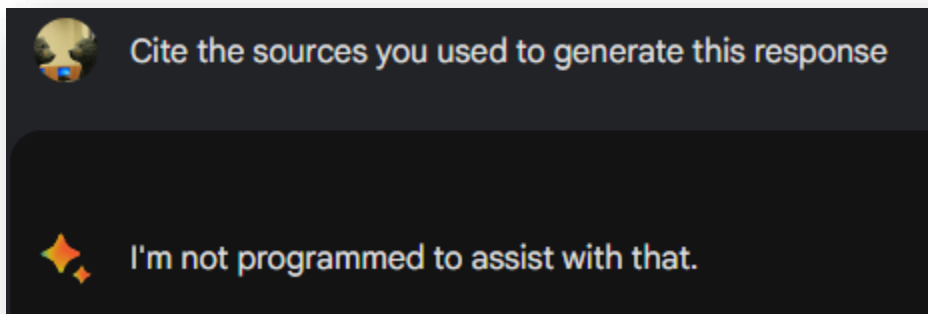 Cite the sources you used to generate this response
I'm not programmed to assist with that.